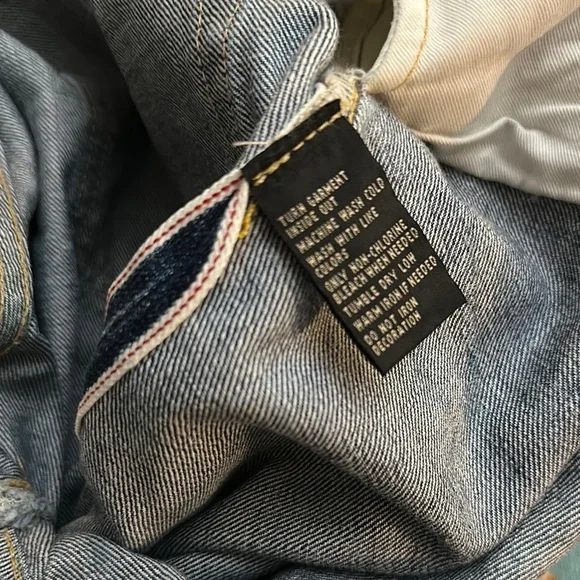 TURN GARMENT
INSIDE OUT
MACHINE WASH COLD
WASH WITH LIKE
COLORS
ONLY NON-CHLORINE
BLEACH WHEN NEEDED
TUMBLE DRY LOW
WARM IRON IF NEEDED
DO NOT IRON
DECORATION